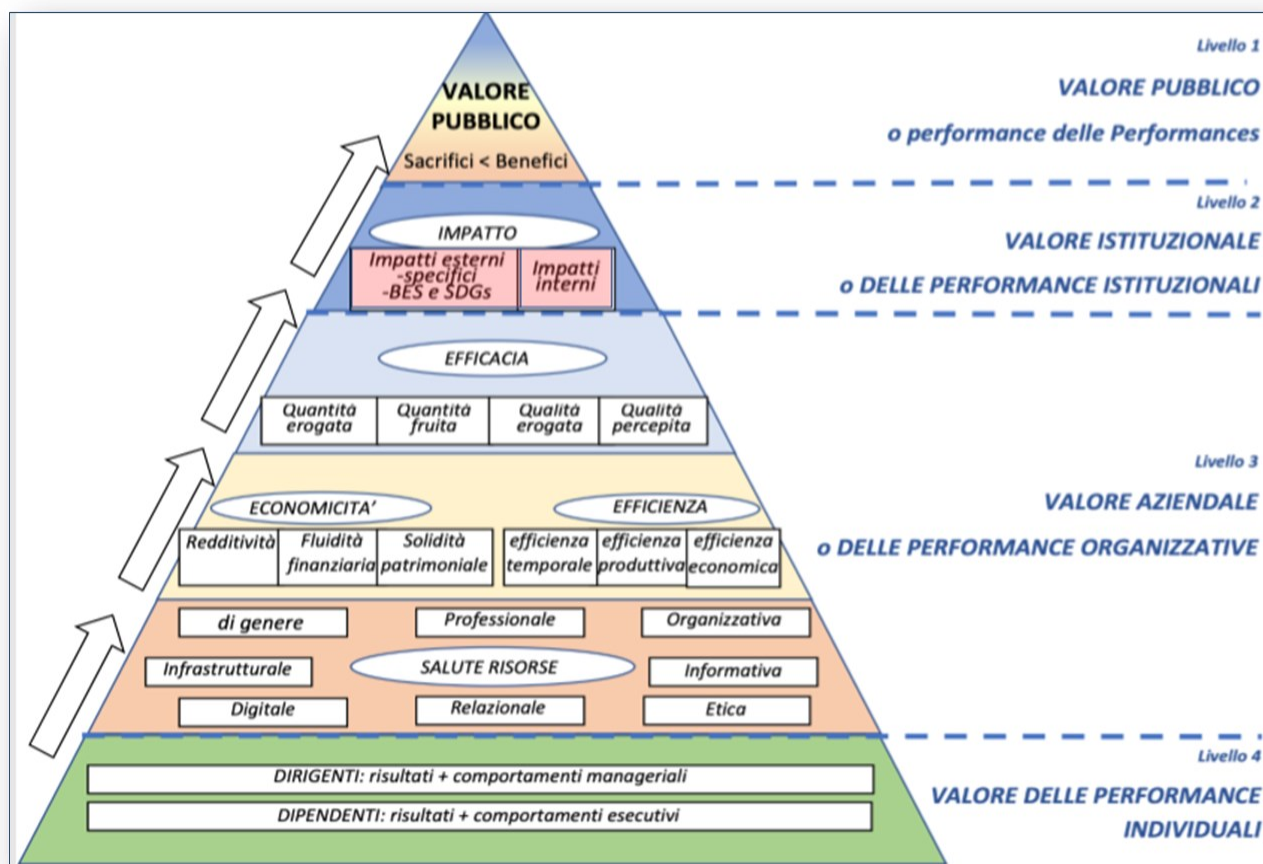 VALORE
PUBBLICO
Sacrifici < Benefici
Livello 1
VALORE PUBBLICO
o performance delle Performances
IMPATTO
Impatti esterni
-specifici
-BES e SDGs
Impatti
interni
Livello 2
VALORE ISTITUZIONALE
o DELLE PERFORMANCE ISTITUZIONALI
EFFICACIA
Quantità
erogata
Quantità
fruita
Qualità
erogata
Qualità
percepita
ECONOMICITA’
Redditività
Fluidità
finanziaria
Solidità
patrimoniale
EFFICIENZA
efficienza
temporale
efficienza
produttiva
efficienza
economica
Livello 3
VALORE AZIENDALE
o DELLE PERFORMANCE ORGANIZZATIVE
di genere
Professionale
Organizzativa
Infrastrutturale
SALUTE RISORSE
Informativa
Digitale
Relazionale
Etica
DIRIGENTI: risultati + comportamenti manageriali
DIPENDENTI: risultati + comportamenti esecutivi
Livello 4
VALORE DELLE PERFORMANCE
INDIVIDUALI